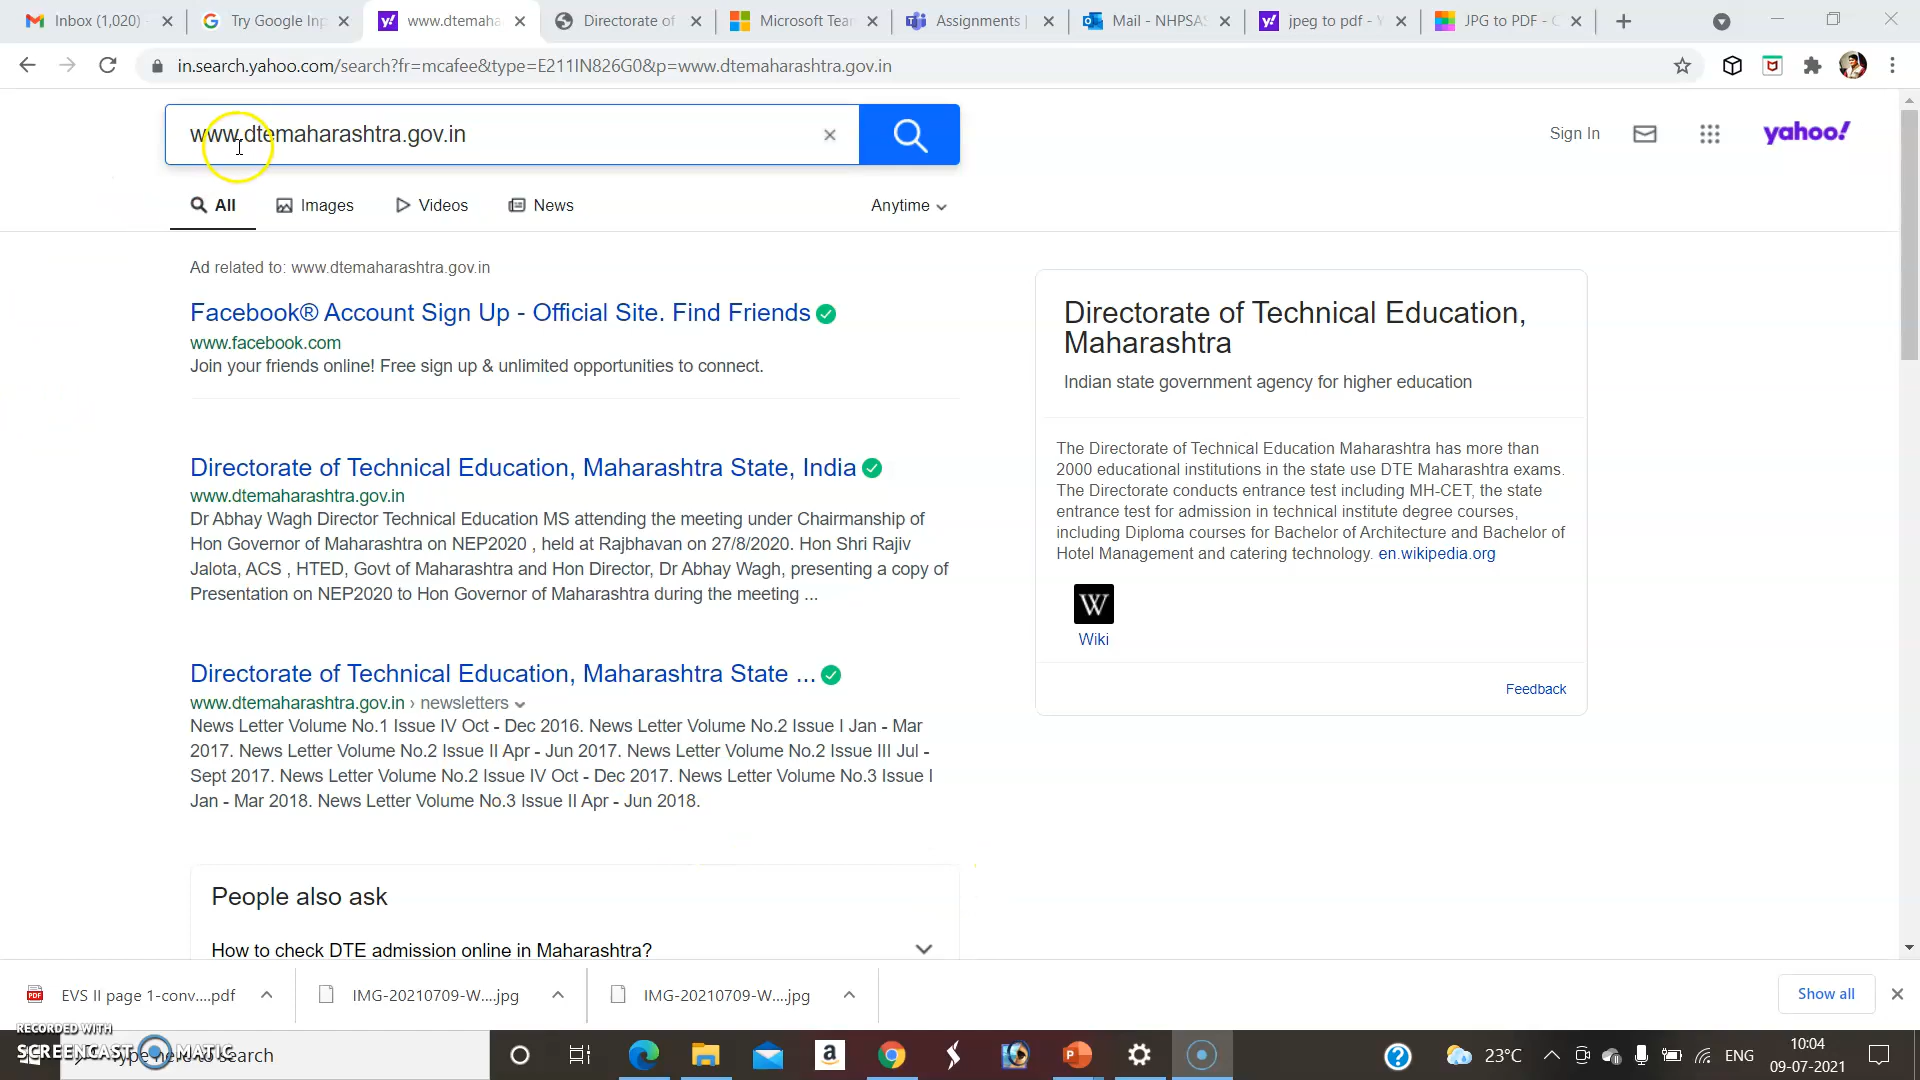 Inbox (1,020)
Try Google Inp
www.dtemaha
Directorate of
Microsoft Tear
Assignments |
Mail - NHPSAS
jpeg to pdf - Y
JPG to PDF - C
in.search.yahoo.com/search?fr=mcafee&type=E211IN826G0&p=www.dtemaharashtra.gov.in
www.dtemaharashtra.gov.in
Sign In
yahoo!
All
Images
Videos
News
Anytime
Ad related to: www.dtemaharashtra.gov.in
Facebook® Account Sign Up - Official Site. Find Friends
www.facebook.com
Join your friends online! Free sign up & unlimited opportunities to connect.
Directorate of Technical Education, Maharashtra State, India
www.dtemaharashtra.gov.in
Dr Abhay Wagh Director Technical Education MS attending the meeting under Chairmanship of
Hon Governor of Maharashtra on NEP2020 , held at Rajbhavan on 27/8/2020. Hon Shri Rajiv
Jalota, ACS , HTED, Govt of Maharashtra and Hon Director, Dr Abhay Wagh, presenting a copy of
Presentation on NEP2020 to Hon Governor of Maharashtra during the meeting ...
Directorate of Technical Education, Maharashtra State ...
www.dtemaharashtra.gov.in › newsletters
News Letter Volume No.1 Issue IV Oct - Dec 2016. News Letter Volume No.2 Issue I Jan - Mar
2017. News Letter Volume No.2 Issue II Apr - Jun 2017. News Letter Volume No.2 Issue III Jul -
Sept 2017. News Letter Volume No.2 Issue IV Oct - Dec 2017. News Letter Volume No.3 Issue I
Jan - Mar 2018. News Letter Volume No.3 Issue II Apr - Jun 2018.
People also ask
How to check DTE admission online in Maharashtra?
Directorate of Technical Education,
Maharashtra
Indian state government agency for higher education
The Directorate of Technical Education Maharashtra has more than
2000 educational institutions in the state use DTE Maharashtra exams.
The Directorate conducts entrance test including MH-CET, the state
entrance test for admission in technical institute degree courses,
including Diploma courses for Bachelor of Architecture and Bachelor of
Hotel Management and catering technology. en.wikipedia.org
W
Wiki
Feedback
EVS II page 1-conv....pdf
IMG-20210709-W....jpg
IMG-20210709-W....jpg
Show all
RECORDED WITH
SCREENCAST MATIC
Type here to search
23°C
ENG
10:04
09-07-2021